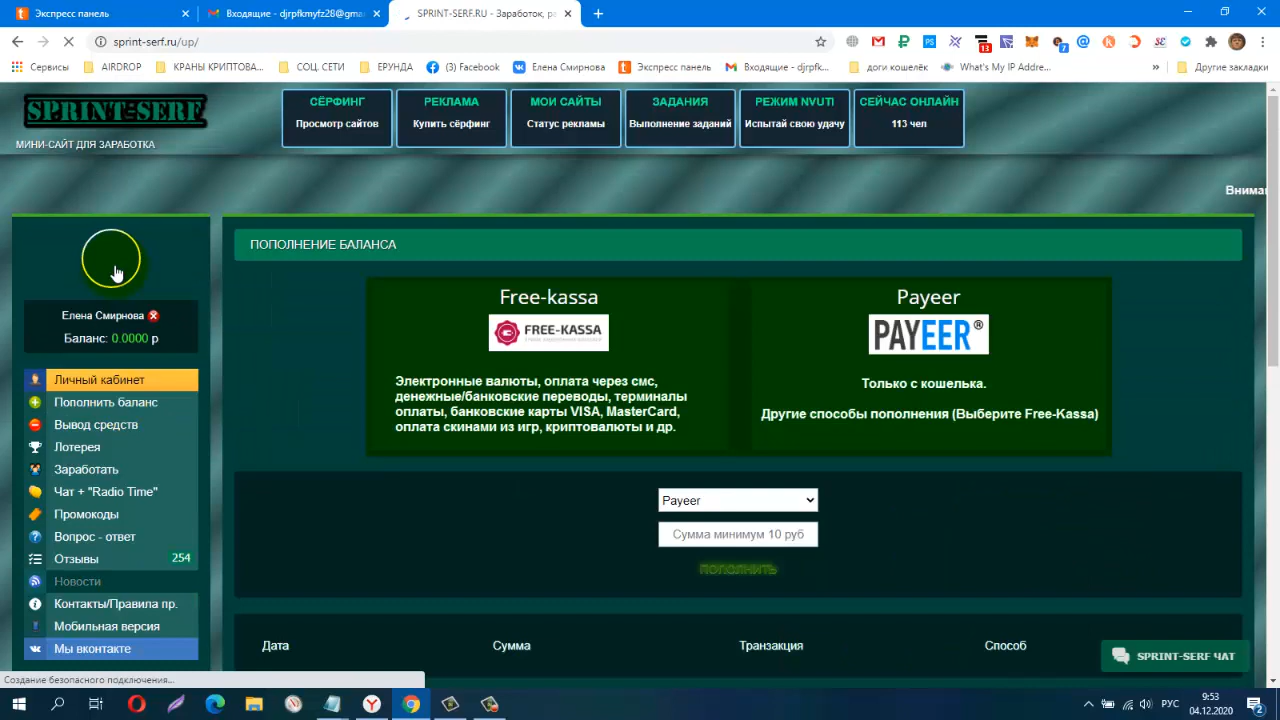 Экспресс панель
Входящие - djrpfkmyfz28@gma
SPRINT-SERF.RU - Заработок, ре
sprint-serf.ru/up/
13
7
Сервисы
AIRDROP
КРАНЫ КРИПТОВА...
СОЦ. СЕТИ
ЕРУНДА
(3) Facebook
Елена Смирнова
Экспресс панель
Входящие - djrpfk...
доги кошелёк
What's My IP Addre...
»
Другие закладки
SPRINT-SERF
МИНИ-САЙТ ДЛЯ ЗАРАБОТКА
СЁРФИНГ
Просмотр сайтов
РЕКЛАМА
Купить сёрфинг
МОИ САЙТЫ
Статус рекламы
ЗАДАНИЯ
Выполнение заданий
РЕЖИМ NVUTI
Испытай свою удачу
СЕЙЧАС ОНЛАЙН
113 чел
Внима
Елена Смирнова
Баланс: 0.0000 р
Личный кабинет
Пополнить баланс
Вывод средств
Лотерея
Заработать
Чат + "Radio Time"
Промокоды
Вопрос - ответ
Отзывы 254
Новости
Контакты/Правила пр.
Мобильная версия
Мы вконтакте
ПОПОЛНЕНИЕ БАЛАНСА
Free-kassa
FREE-KASSA
Электронные валюты, оплата через смс,
денежные/банковские переводы, терминалы
оплаты, банковские карты VISA, MasterCard,
оплата скинами из игр, криптовалюты и др.
Payeer
PAYEER®
Только с кошелька.
Другие способы пополнения (Выберите Free-Kassa)
Payeer
Сумма минимум 10 руб
ПОПОЛНИТЬ
Дата Сумма Транзакция Способ
SPRINT-SERF ЧАТ
Создание безопасного подключения...
РУС
9:53
04.12.2020
2